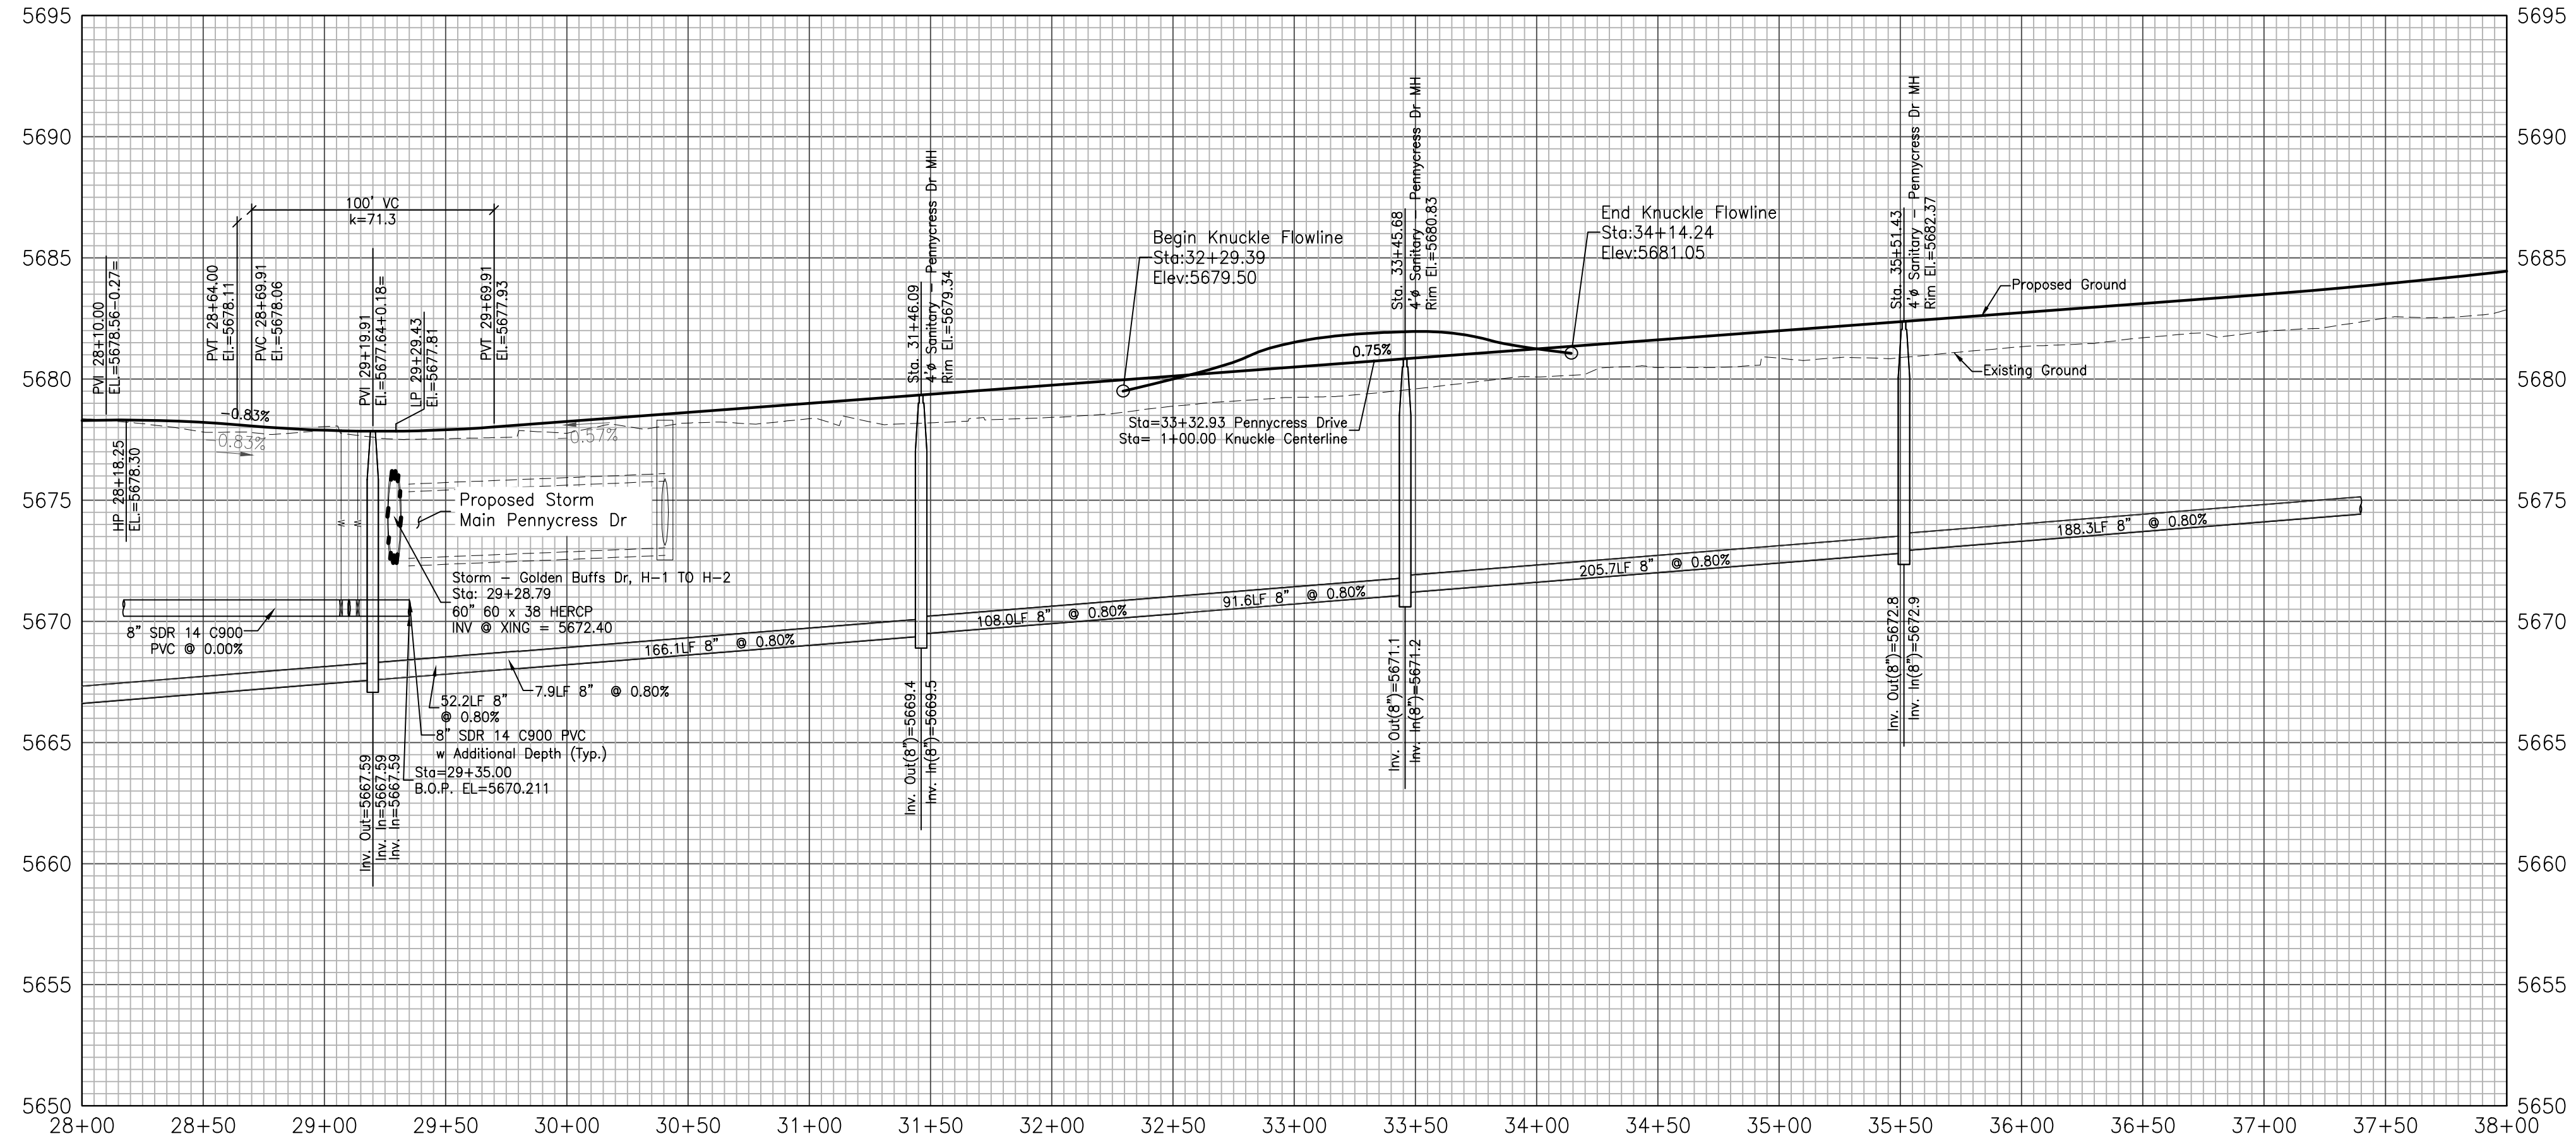 5695
5695
5690
5690
5685
5685
5680
5680
5675
5675
5670
5670
5665
5665
5660
5660
5655
5655
5650
5650
28+00
28+50
29+00
29+50
30+00
30+50
31+00
31+50
32+00
32+50
33+00
33+50
34+00
34+50
35+00
35+50
36+00
36+50
37+00
37+50
38+00
100' VC
k=71.3
PVI 28+10.00
EL.=5678.56-0.27=
PVT 28+64.00
El.=5678.11
PVC 28+69.91
El.=5678.06
PVI 29+19.91
El.=5677.64+0.18=
LP 29+29.43
El.=5677.81
PVT 29+69.91
El.=5677.93
HP 28+18.25
EL.=5678.30
-0.83%
-0.83%
-0.57%
Proposed Storm
Main Pennycress Dr
Storm - Golden Buffs Dr, H-1 TO H-2
Sta: 29+28.79
60" 60 x 38 HERCP
INV @ XING = 5672.40
8" SDR 14 C900
PVC @ 0.00%
52.2LF 8"
@ 0.80%
7.9LF 8" @ 0.80%
8" SDR 14 C900 PVC
w Additional Depth (Typ.)
Sta=29+35.00
B.O.P. EL=5670.211
Inv. Out=5667.59
Inv. In=5667.59
Inv. In=5667.59
166.1LF 8" @ 0.80%
Sta. 31+46.09
4'ø Sanitary - Pennycress Dr MH
Rim El.=5679.34
Inv. Out(8")=5669.4
Inv. In(8")=5669.5
108.0LF 8" @ 0.80%
91.6LF 8" @ 0.80%
Begin Knuckle Flowline
Sta:32+29.39
Elev:5679.50
Sta=33+32.93 Pennycress Drive
Sta= 1+00.00 Knuckle Centerline
0.75%
Sta. 33+45.68
4'ø Sanitary - Pennycress Dr MH
Rim El.=5680.83
Inv. Out(8")=5671.1
Inv. In(8")=5671.2
End Knuckle Flowline
Sta:34+14.24
Elev:5681.05
205.7LF 8" @ 0.80%
Sta. 35+51.43
4'ø Sanitary - Pennycress Dr MH
Rim El.=5682.37
Inv. Out(8")=5672.8
Inv. In(8")=5672.9
Proposed Ground
Existing Ground
188.3LF 8" @ 0.80%